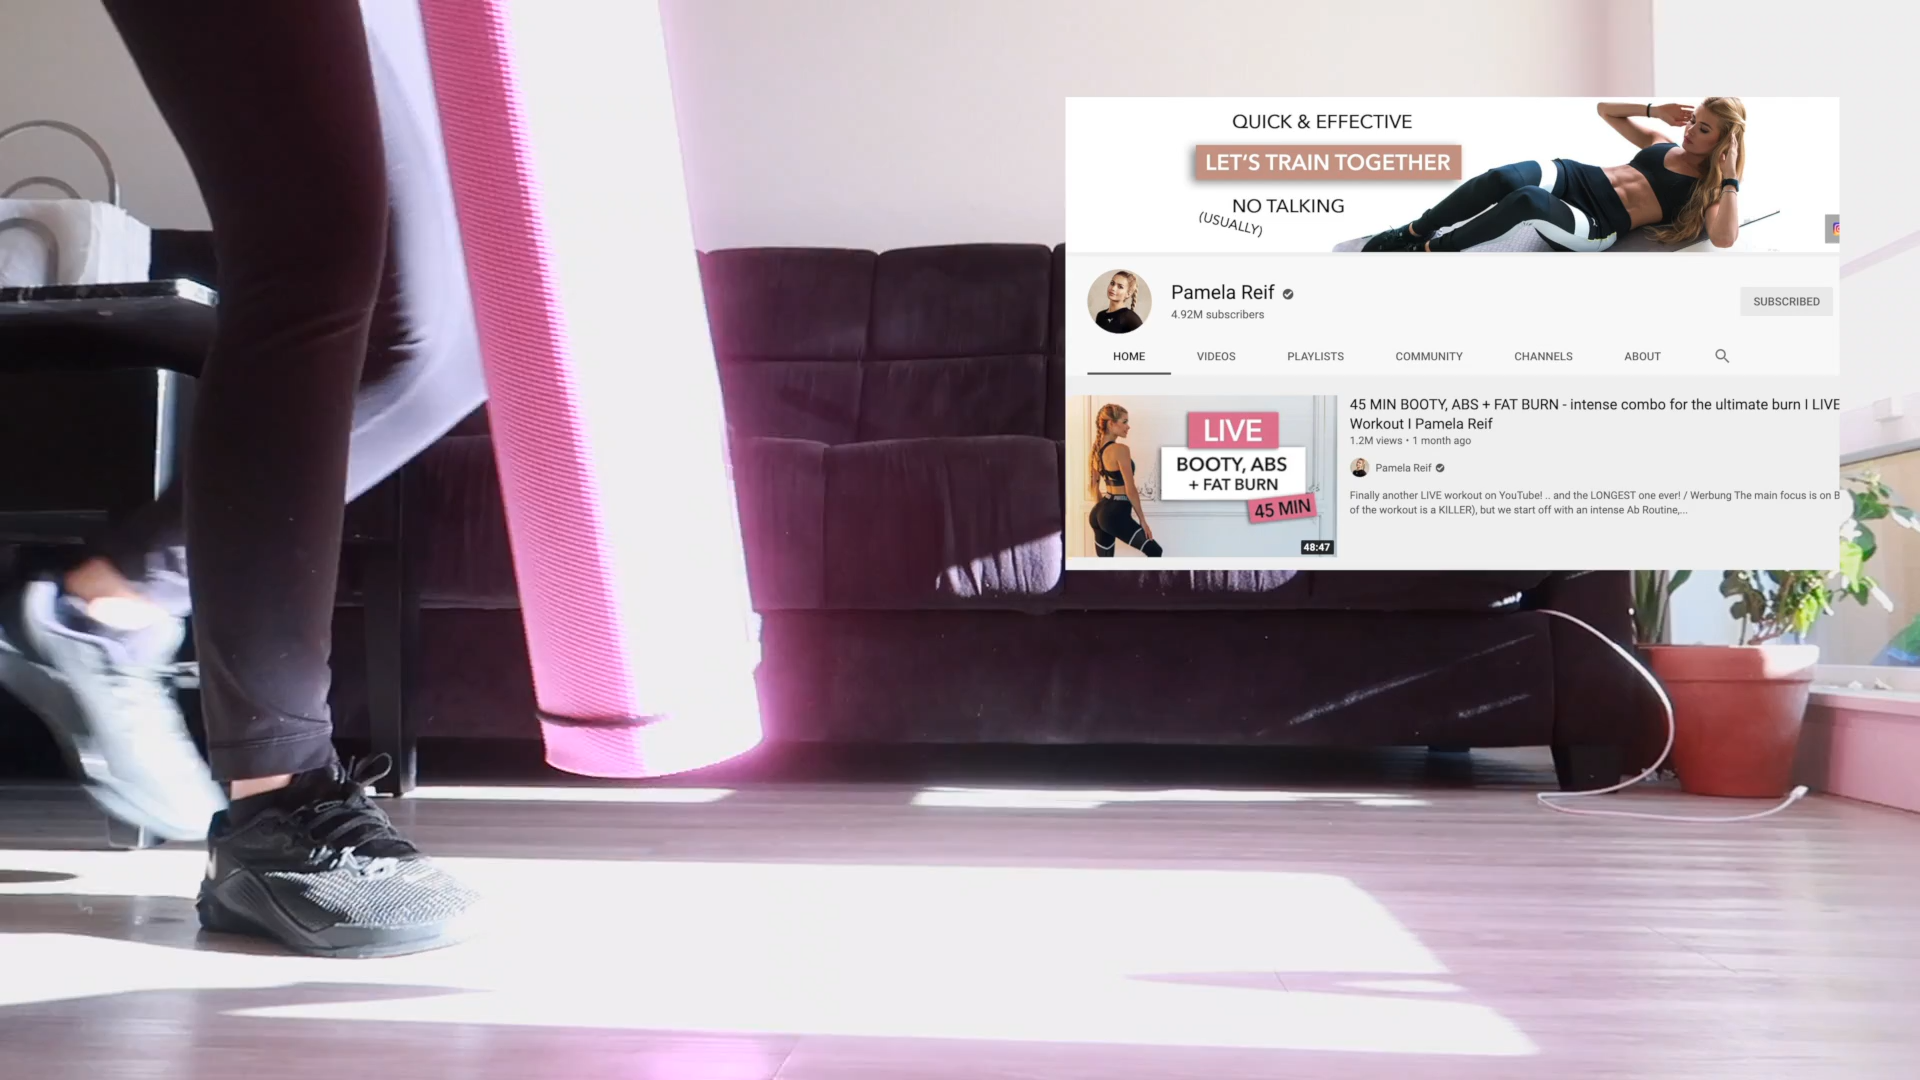 QUICK & EFFECTIVE
LET'S TRAIN TOGETHER
NO TALKING
(USUALLY)
Pamela Reif
4.92M subscribers
SUBSCRIBED
HOME VIDEOS PLAYLISTS COMMUNITY CHANNELS ABOUT
LIVE
BOOTY, ABS
+ FAT BURN
45 MIN
48:47
45 MIN BOOTY, ABS + FAT BURN - intense combo for the ultimate burn I LIVE
Workout I Pamela Reif
1.2M views • 1 month ago
Pamela Reif
Finally another LIVE workout on YouTube! .. and the LONGEST one ever! / Werbung The main focus is on B
of the workout is a KILLER), but we start off with an intense Ab Routine,...